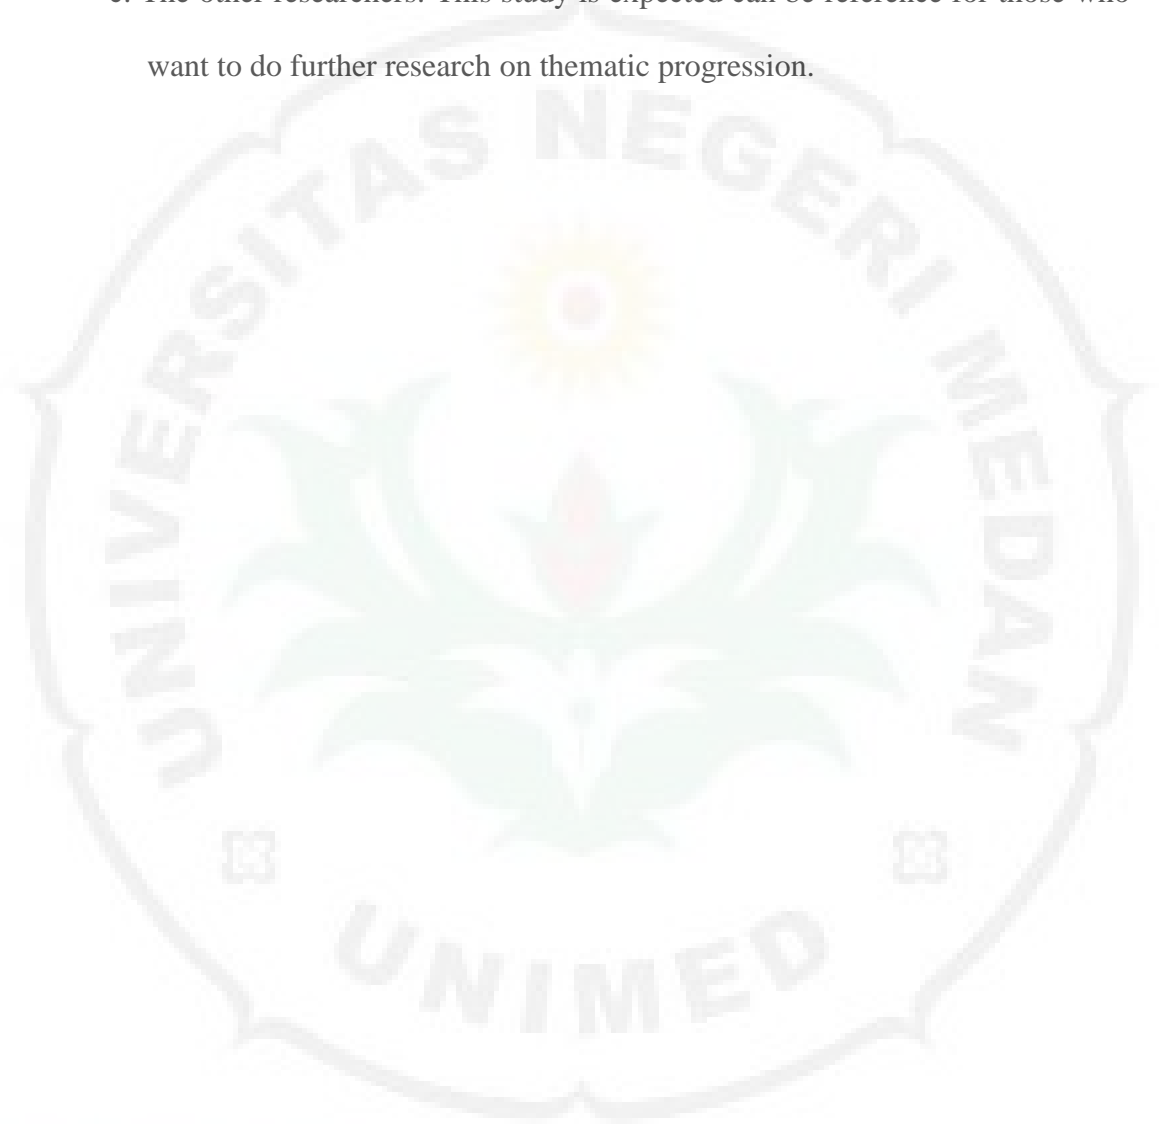 The other researchers. This study is expected can be reference for those who
want to do further research on thematic progression.
UNIVERSITAS NEGERI MEDAN
UNIMED